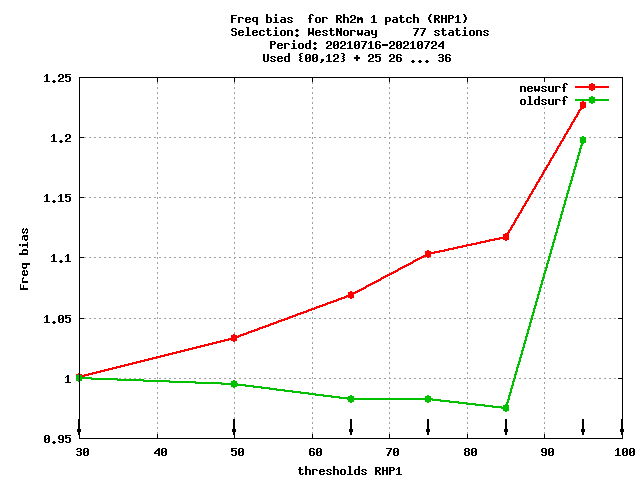 Freq bias  for Rh2m 1 patch (RHP1)
Selection: WestNorway     77 stations
Period: 20210716-20210724
Used {00,12} + 25 26 ... 36
1.25
1.2
1.15
1.1
1.05
1
0.95
Freq bias
newsurf
oldsurf
30 40 50 60 70 80 90 100
thresholds RHP1